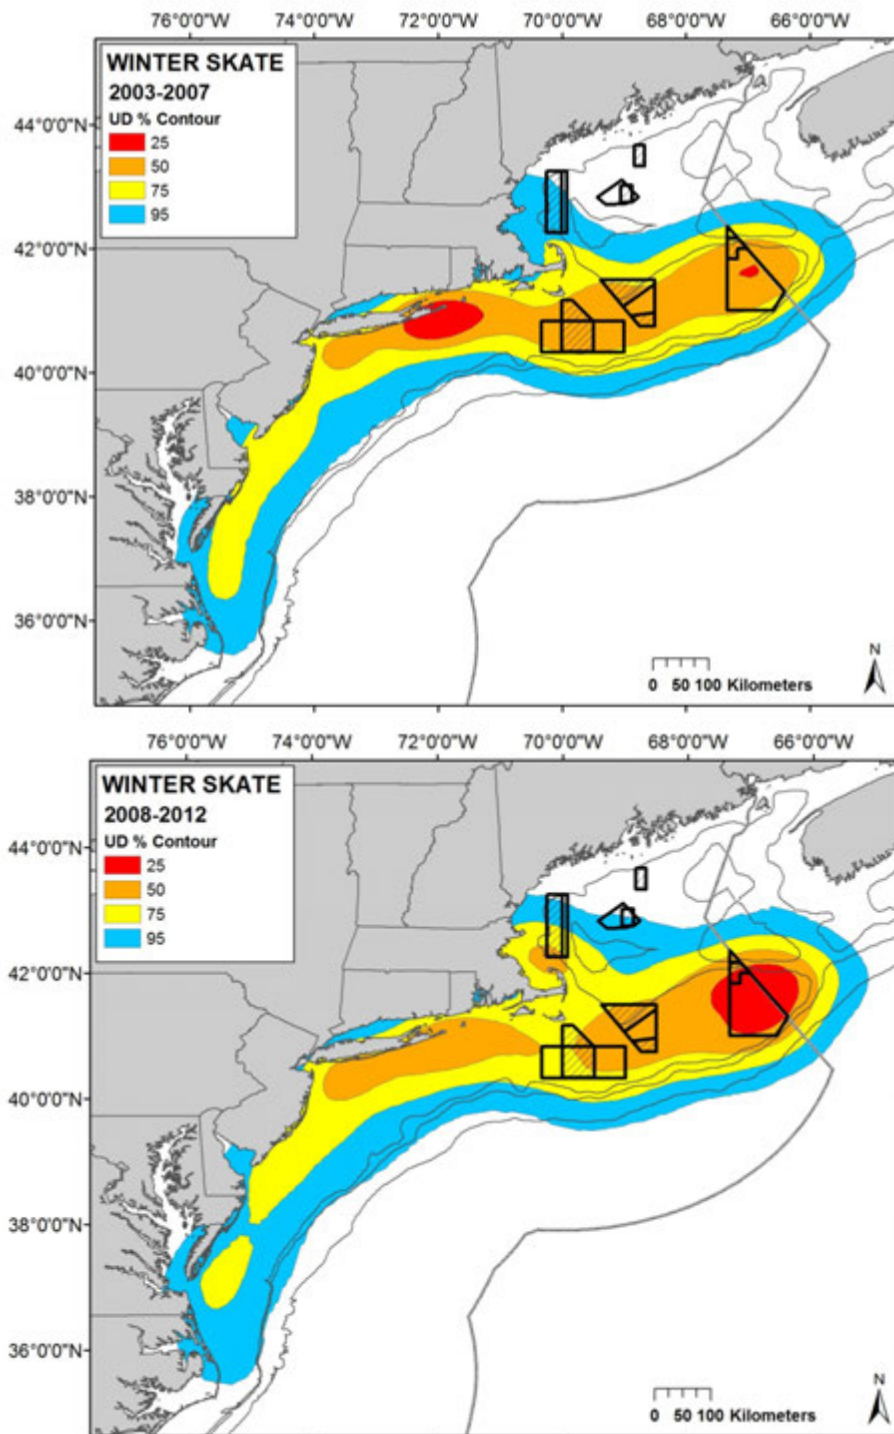 76°0'0"W 74°0'0"W 72°0'0"W 70°0'0"W 68°0'0"W 66°0'0"W
WINTER SKATE
2003-2007
UD % Contour
25
50
75
95
44°0'0"N
42°0'0"N
40°0'0"N
38°0'0"N
36°0'0"N
N
0 50 100 Kilometers
76°0'0"W 74°0'0"W 72°0'0"W 70°0'0"W 68°0'0"W 66°0'0"W
WINTER SKATE
2008-2012
UD % Contour
25
50
75
95
44°0'0"N
42°0'0"N
40°0'0"N
38°0'0"N
36°0'0"N
N
0 50 100 Kilometers